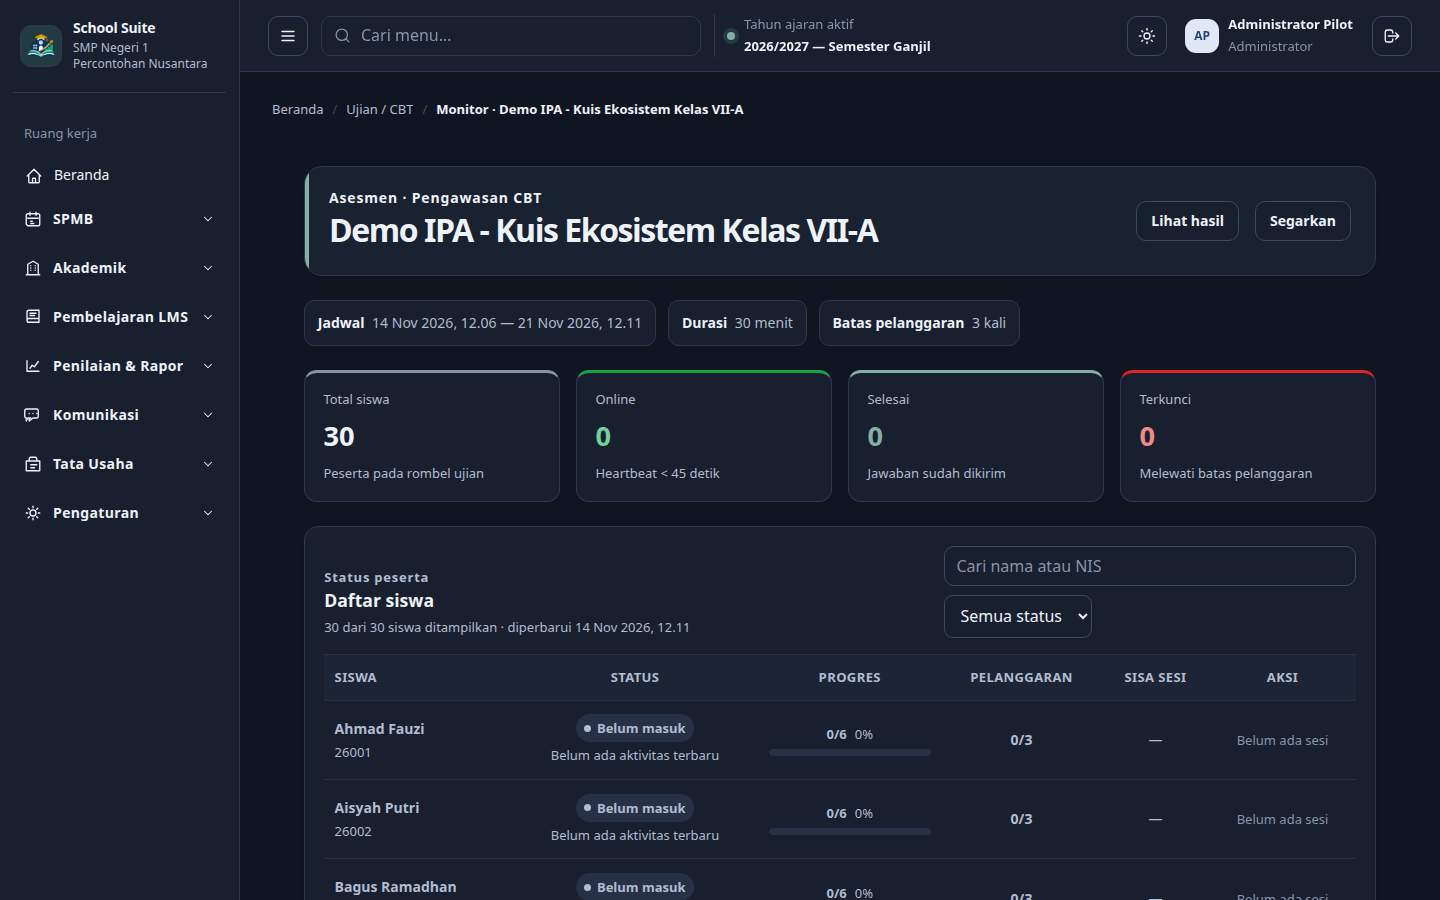 School Suite
SMP Negeri 1
Percontohan Nusantara
Cari menu...
Tahun ajaran aktif
2026/2027 — Semester Ganjil
AP
Administrator Pilot
Administrator
Ruang kerja
Beranda
SPMB
Akademik
Pembelajaran LMS
Penilaian & Rapor
Komunikasi
Tata Usaha
Pengaturan
Beranda / Ujian / CBT / Monitor · Demo IPA - Kuis Ekosistem Kelas VII-A
Asesmen · Pengawasan CBT
Demo IPA - Kuis Ekosistem Kelas VII-A
Lihat hasil
Segarkan
Jadwal 14 Nov 2026, 12.06 — 21 Nov 2026, 12.11
Durasi 30 menit
Batas pelanggaran 3 kali
Total siswa
30
Peserta pada rombel ujian
Online
0
Heartbeat < 45 detik
Selesai
0
Jawaban sudah dikirim
Terkunci
0
Melewati batas pelanggaran
Status peserta
Daftar siswa
30 dari 30 siswa ditampilkan · diperbarui 14 Nov 2026, 12.11
Cari nama atau NIS
Semua status
SISWA STATUS PROGRES PELANGGARAN SISA SESI AKSI
Ahmad Fauzi
26001
Belum masuk
Belum ada aktivitas terbaru
0/6 0%
0/3
—
Belum ada sesi
Aisyah Putri
26002
Belum masuk
Belum ada aktivitas terbaru
0/6 0%
0/3
—
Belum ada sesi
Bagus Ramadhan
Belum masuk
0/6 0%
0/3
—
Belum ada sesi